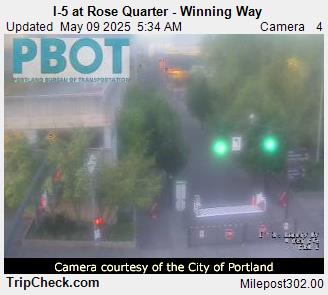 I-5 at Rose Quarter - Winning Way
Updated May 09 2025 5:34 AM Camera 4
PBOT
PORTLAND BUREAU OF TRANSPORTATION
Camera courtesy of the City of Portland
TripCheck.com Milepost302.00